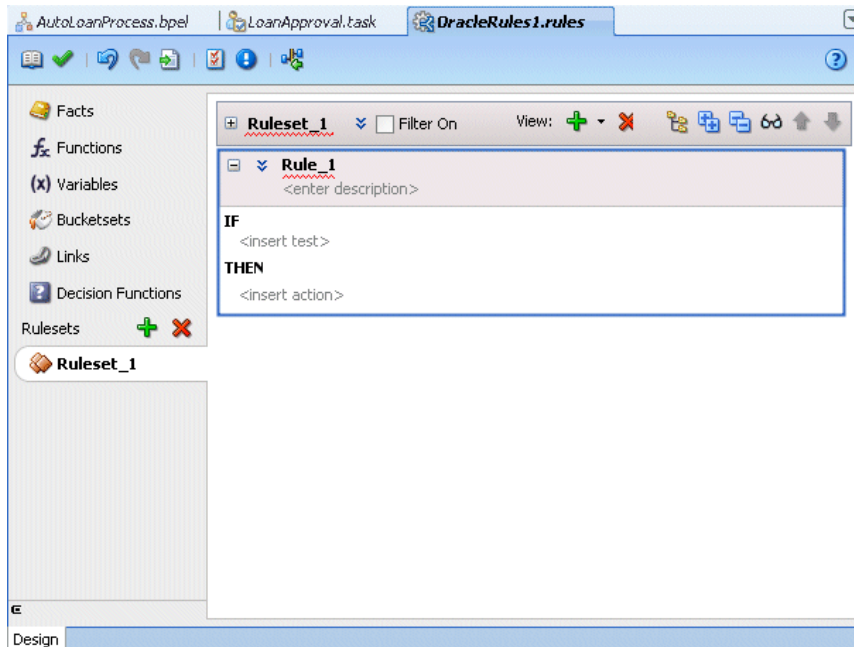 AutoLoanProcess.bpel LoanApproval.task OracleRules1.rules
Facts
Functions
Variables
Bucketsets
Links
Decision Functions
Rulesets
Ruleset_1
Ruleset_1 Filter On View:
Rule_1
<enter description>
IF
<insert test>
THEN
<insert action>
Design